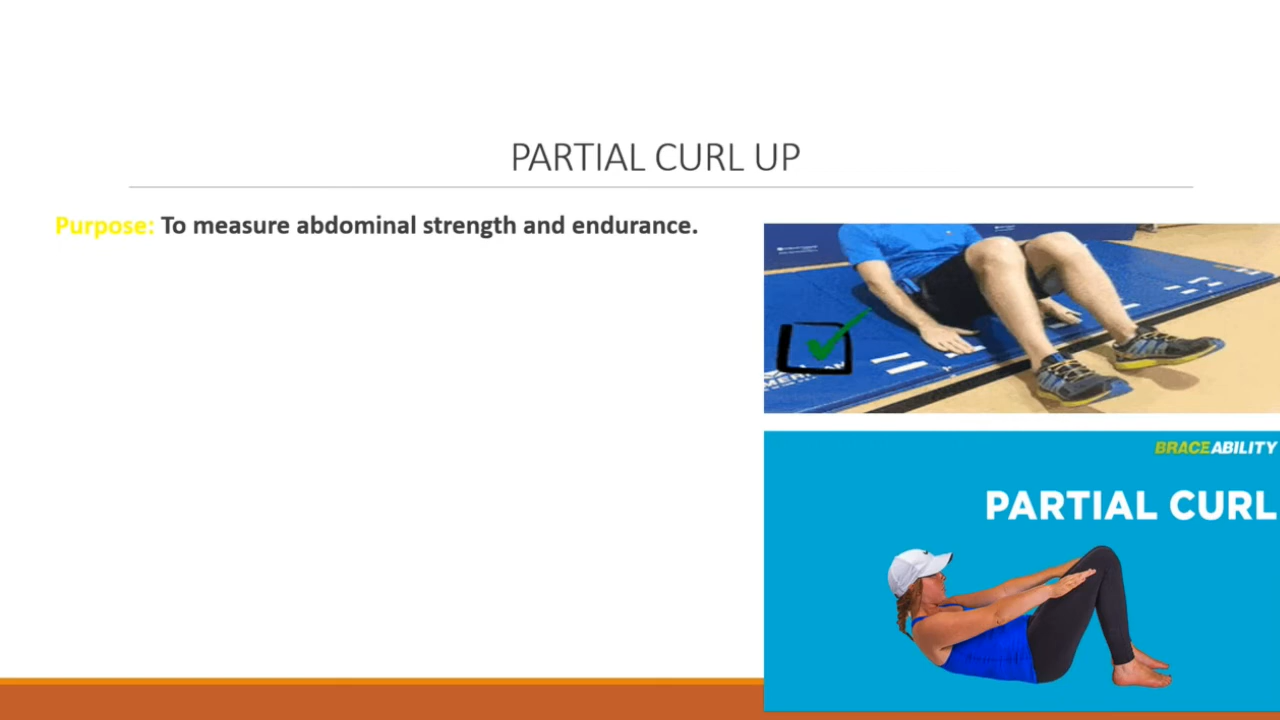 PARTIAL CURL UP
Purpose: To measure abdominal strength and endurance.
BRACEABILITY
PARTIAL CURL